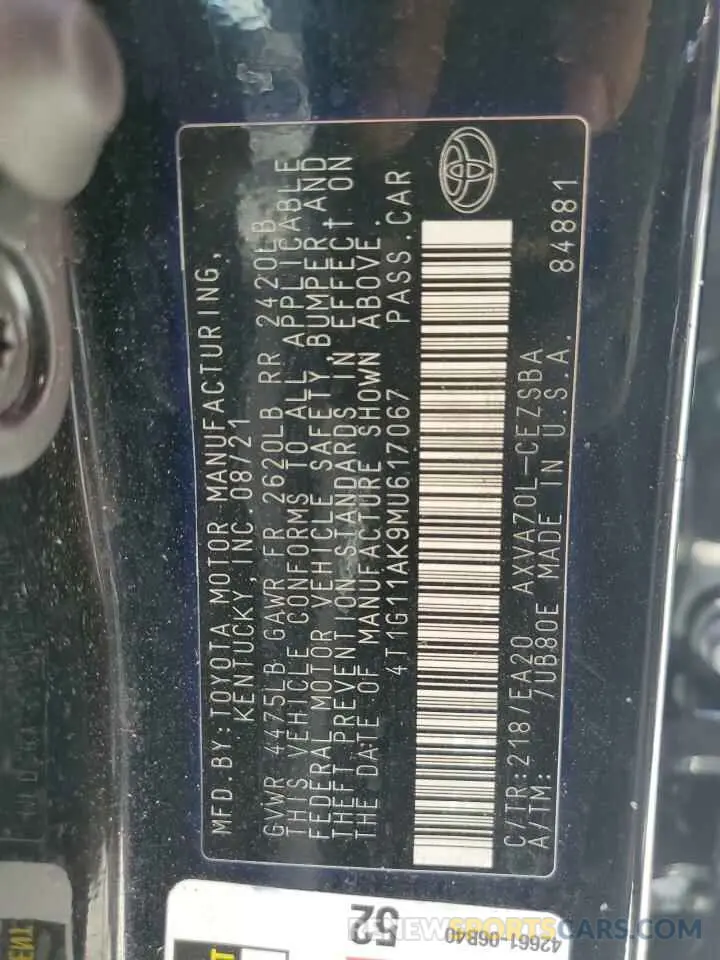 MFD.BY:TOYOTA MOTOR MANUFACTURING,
KENTUCKY,INC 08/21
GVWR 4475LB GAWR FR 2620LB RR 2420LB
THIS VEHICLE CONFORMS TO ALL APPLICABLE
FEDERAL MOTOR VEHICLE SAFETY, BUMPER AND
THEFT PREVENTION STANDARDS IN EFFECT ON
THE DATE OF MANUFACTURE SHOWN ABOVE.
4T1G11AK9MU617067 PASS.CAR
C/TR:218/EA20 AXVA70L-CEZSBA
A/TM: 7UB80E MADE IN U.S.A. 84881
52
42661-06B40
RENEWSPORTSCARS.COM